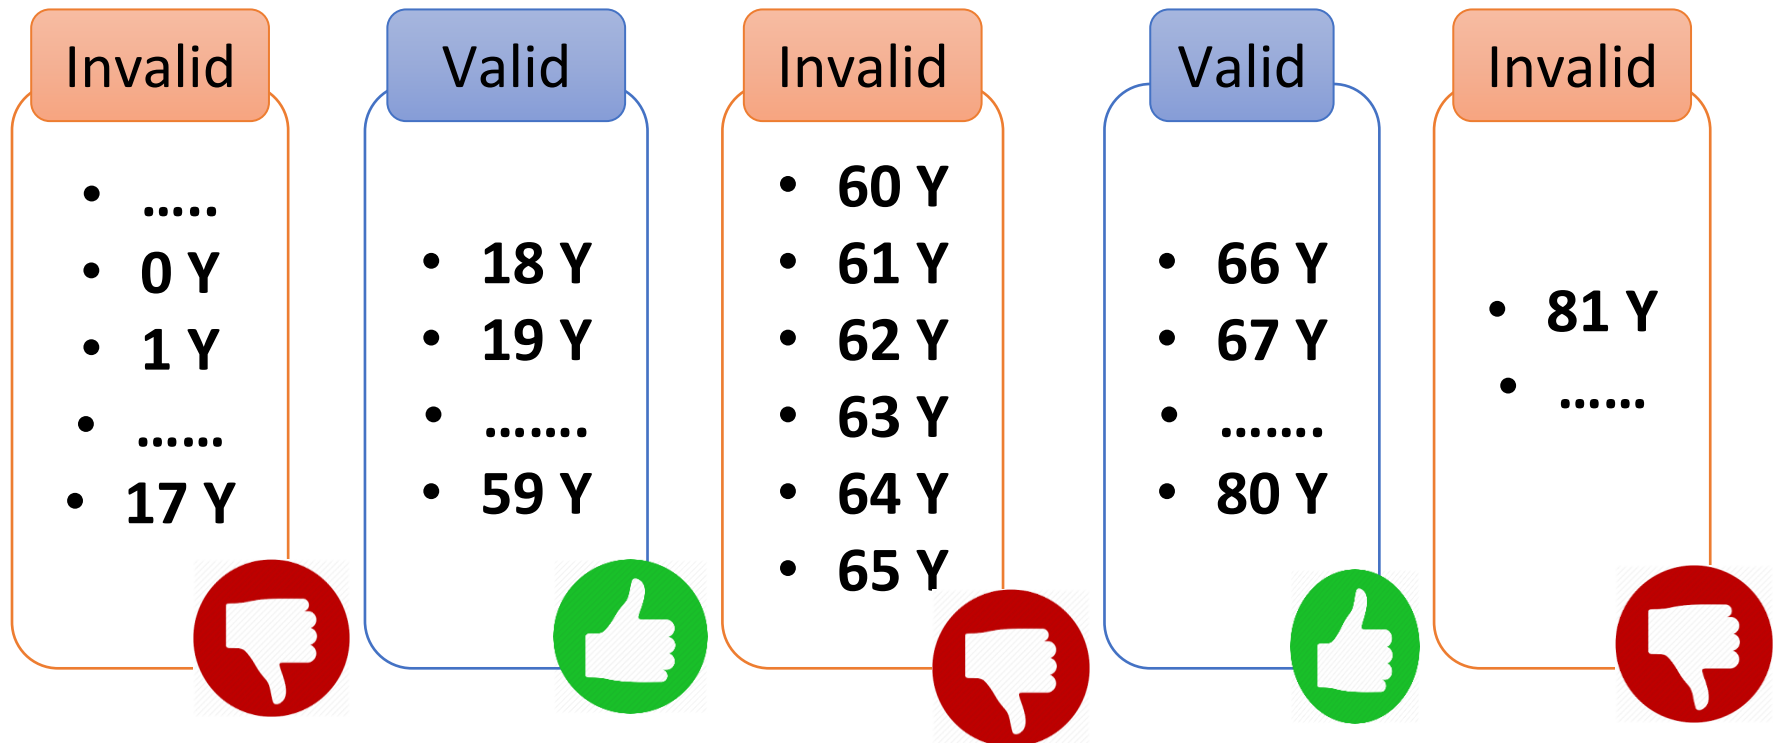 Invalid
• .....
• 0 Y
• 1 Y
• ......
• 17 Y
Valid
• 18 Y
• 19 Y
• .......
• 59 Y
Invalid
• 60 Y
• 61 Y
• 62 Y
• 63 Y
• 64 Y
• 65 Y
Valid
• 66 Y
• 67 Y
• .......
• 80 Y
Invalid
• 81 Y
• ......